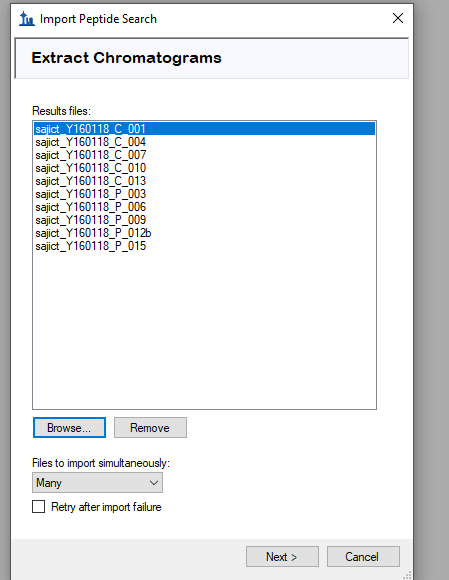 Import Peptide Search
Extract Chromatograms
Results files:
sajict_Y160118_C_001
sajict_Y160118_C_004
sajict_Y160118_C_007
sajict_Y160118_C_010
sajict_Y160118_C_013
sajict_Y160118_P_003
sajict_Y160118_P_006
sajict_Y160118_P_009
sajict_Y160118_P_012b
sajict_Y160118_P_015
Browse... Remove
Files to import simultaneously:
Many
Retry after import failure
Next > Cancel